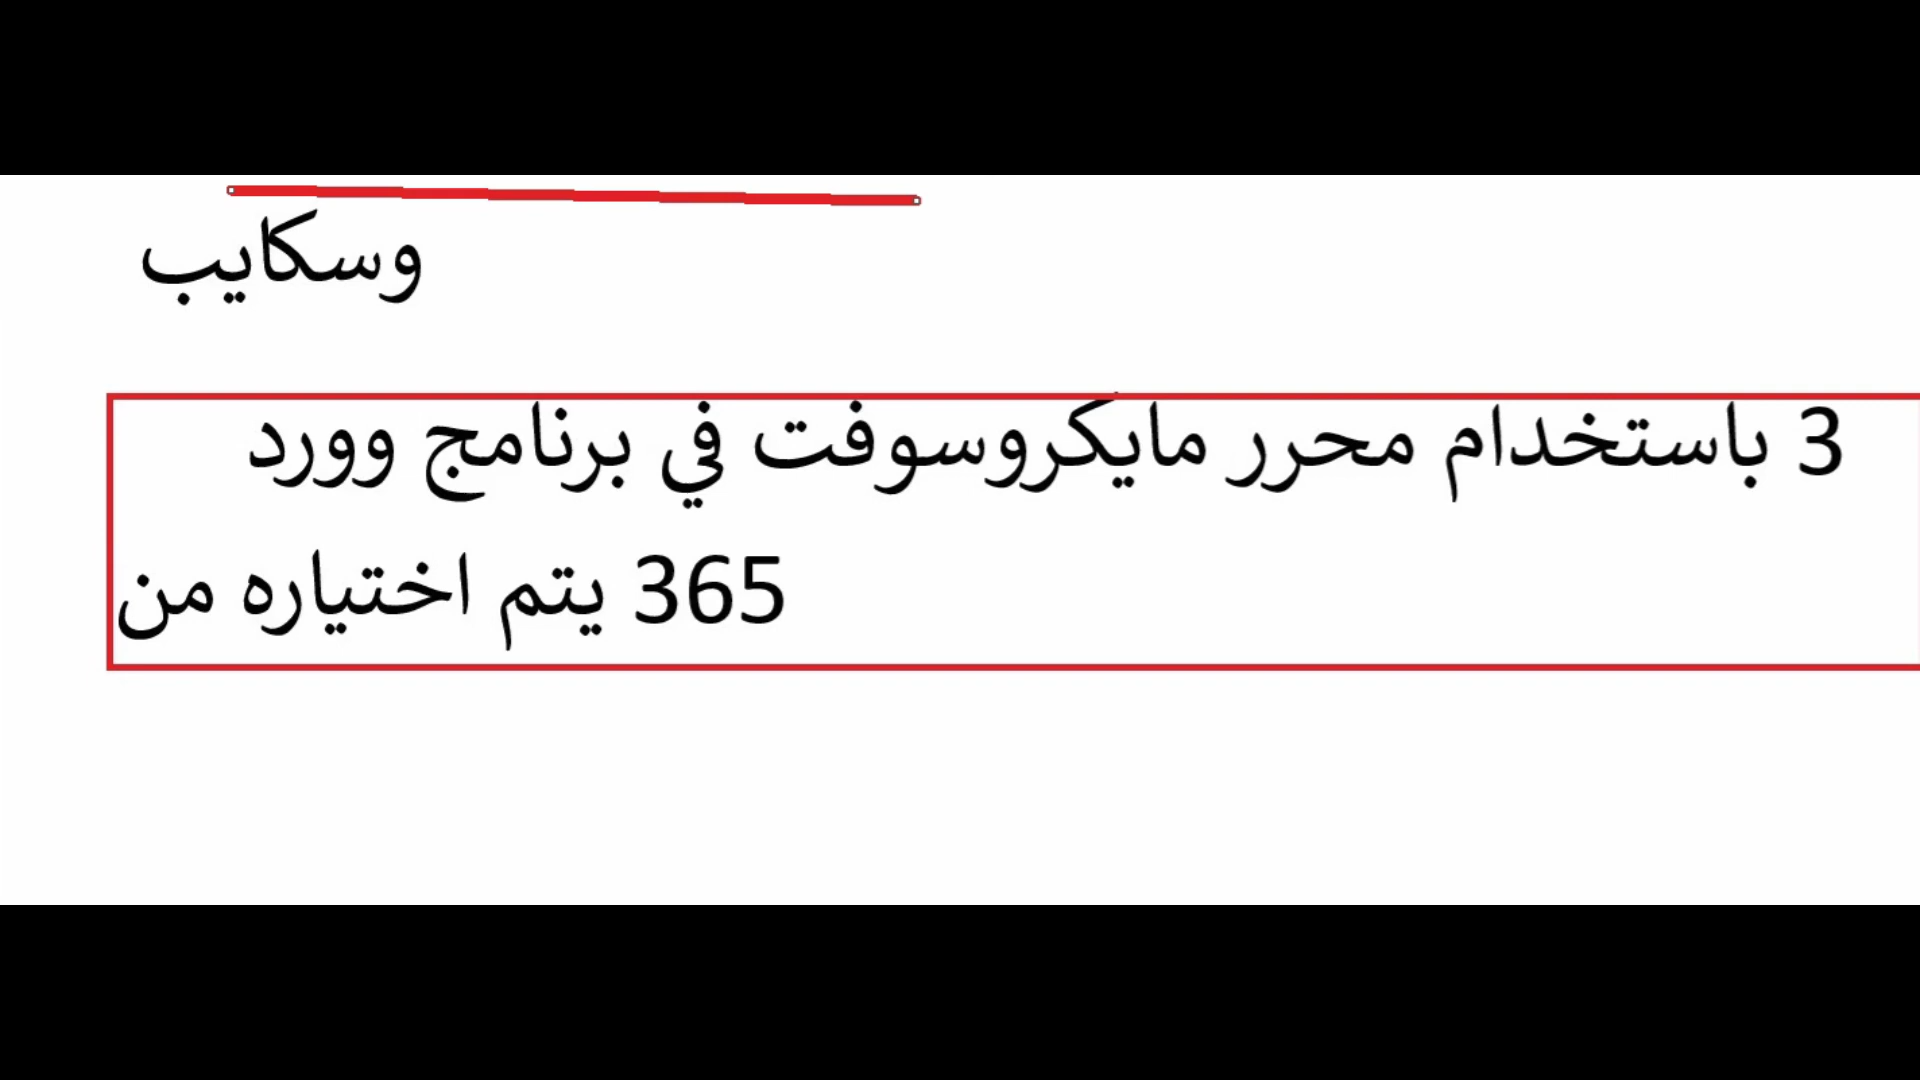 وسكايب
3 باستخدام محرر مايكروسوفت في برنامج وورد
365 يتم اختياره من